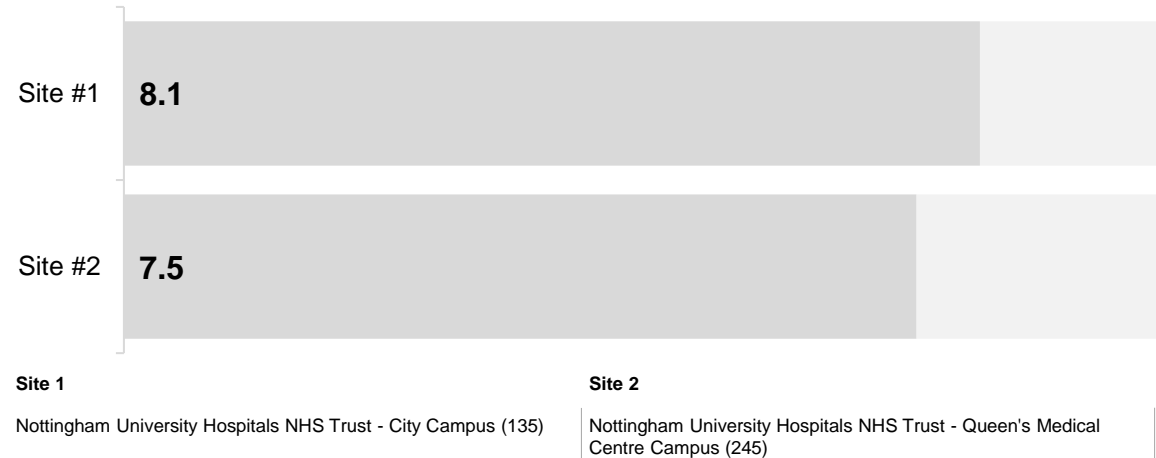 Site #1
8.1
Site #2
7.5
Site 1
Site 2
Nottingham University Hospitals NHS Trust - City Campus (135)
Nottingham University Hospitals NHS Trust - Queen's Medical
Centre Campus (245)